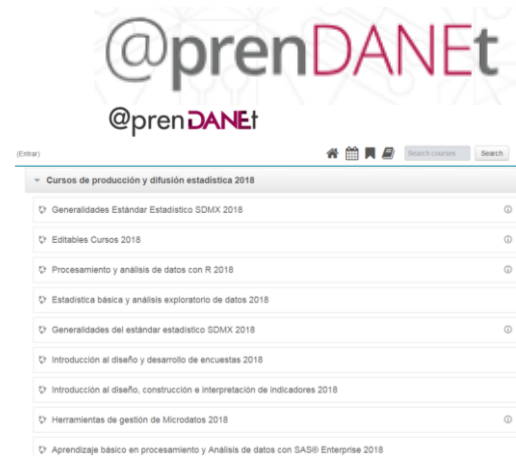 @prenDANEt
@prenDANEt
(Entrar)
Search courses
Search
Cursos de producción y difusión estadística 2018
Generalidades Estándar Estadístico SDMX 2018
Editables Cursos 2018
Procesamiento y análisis de datos con R 2018
Estadística básica y análisis exploratorio de datos 2018
Generalidades del estándar estadístico SDMX 2018
Introducción al diseño y desarrollo de encuestas 2018
Introducción al diseño, construcción e interpretación de indicadores 2018
Herramientas de gestión de Microdatos 2018
Aprendizaje básico en procesamiento y Análisis de datos con SAS® Enterprise 2018